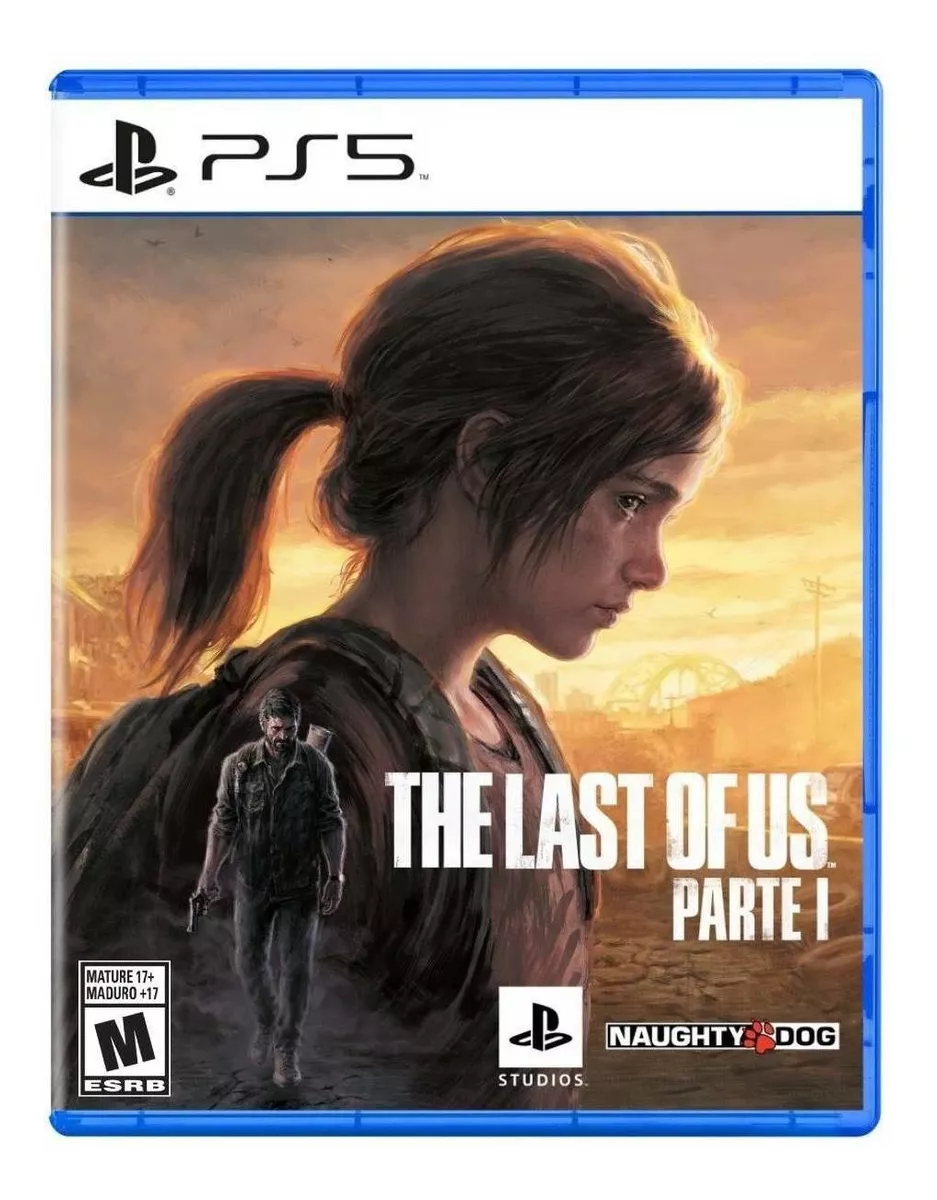 PS5
THE LAST OF US
PARTE I
MATURE 17+
MADURO +17
M
ESRB
STUDIOS
NAUGHTY DOG